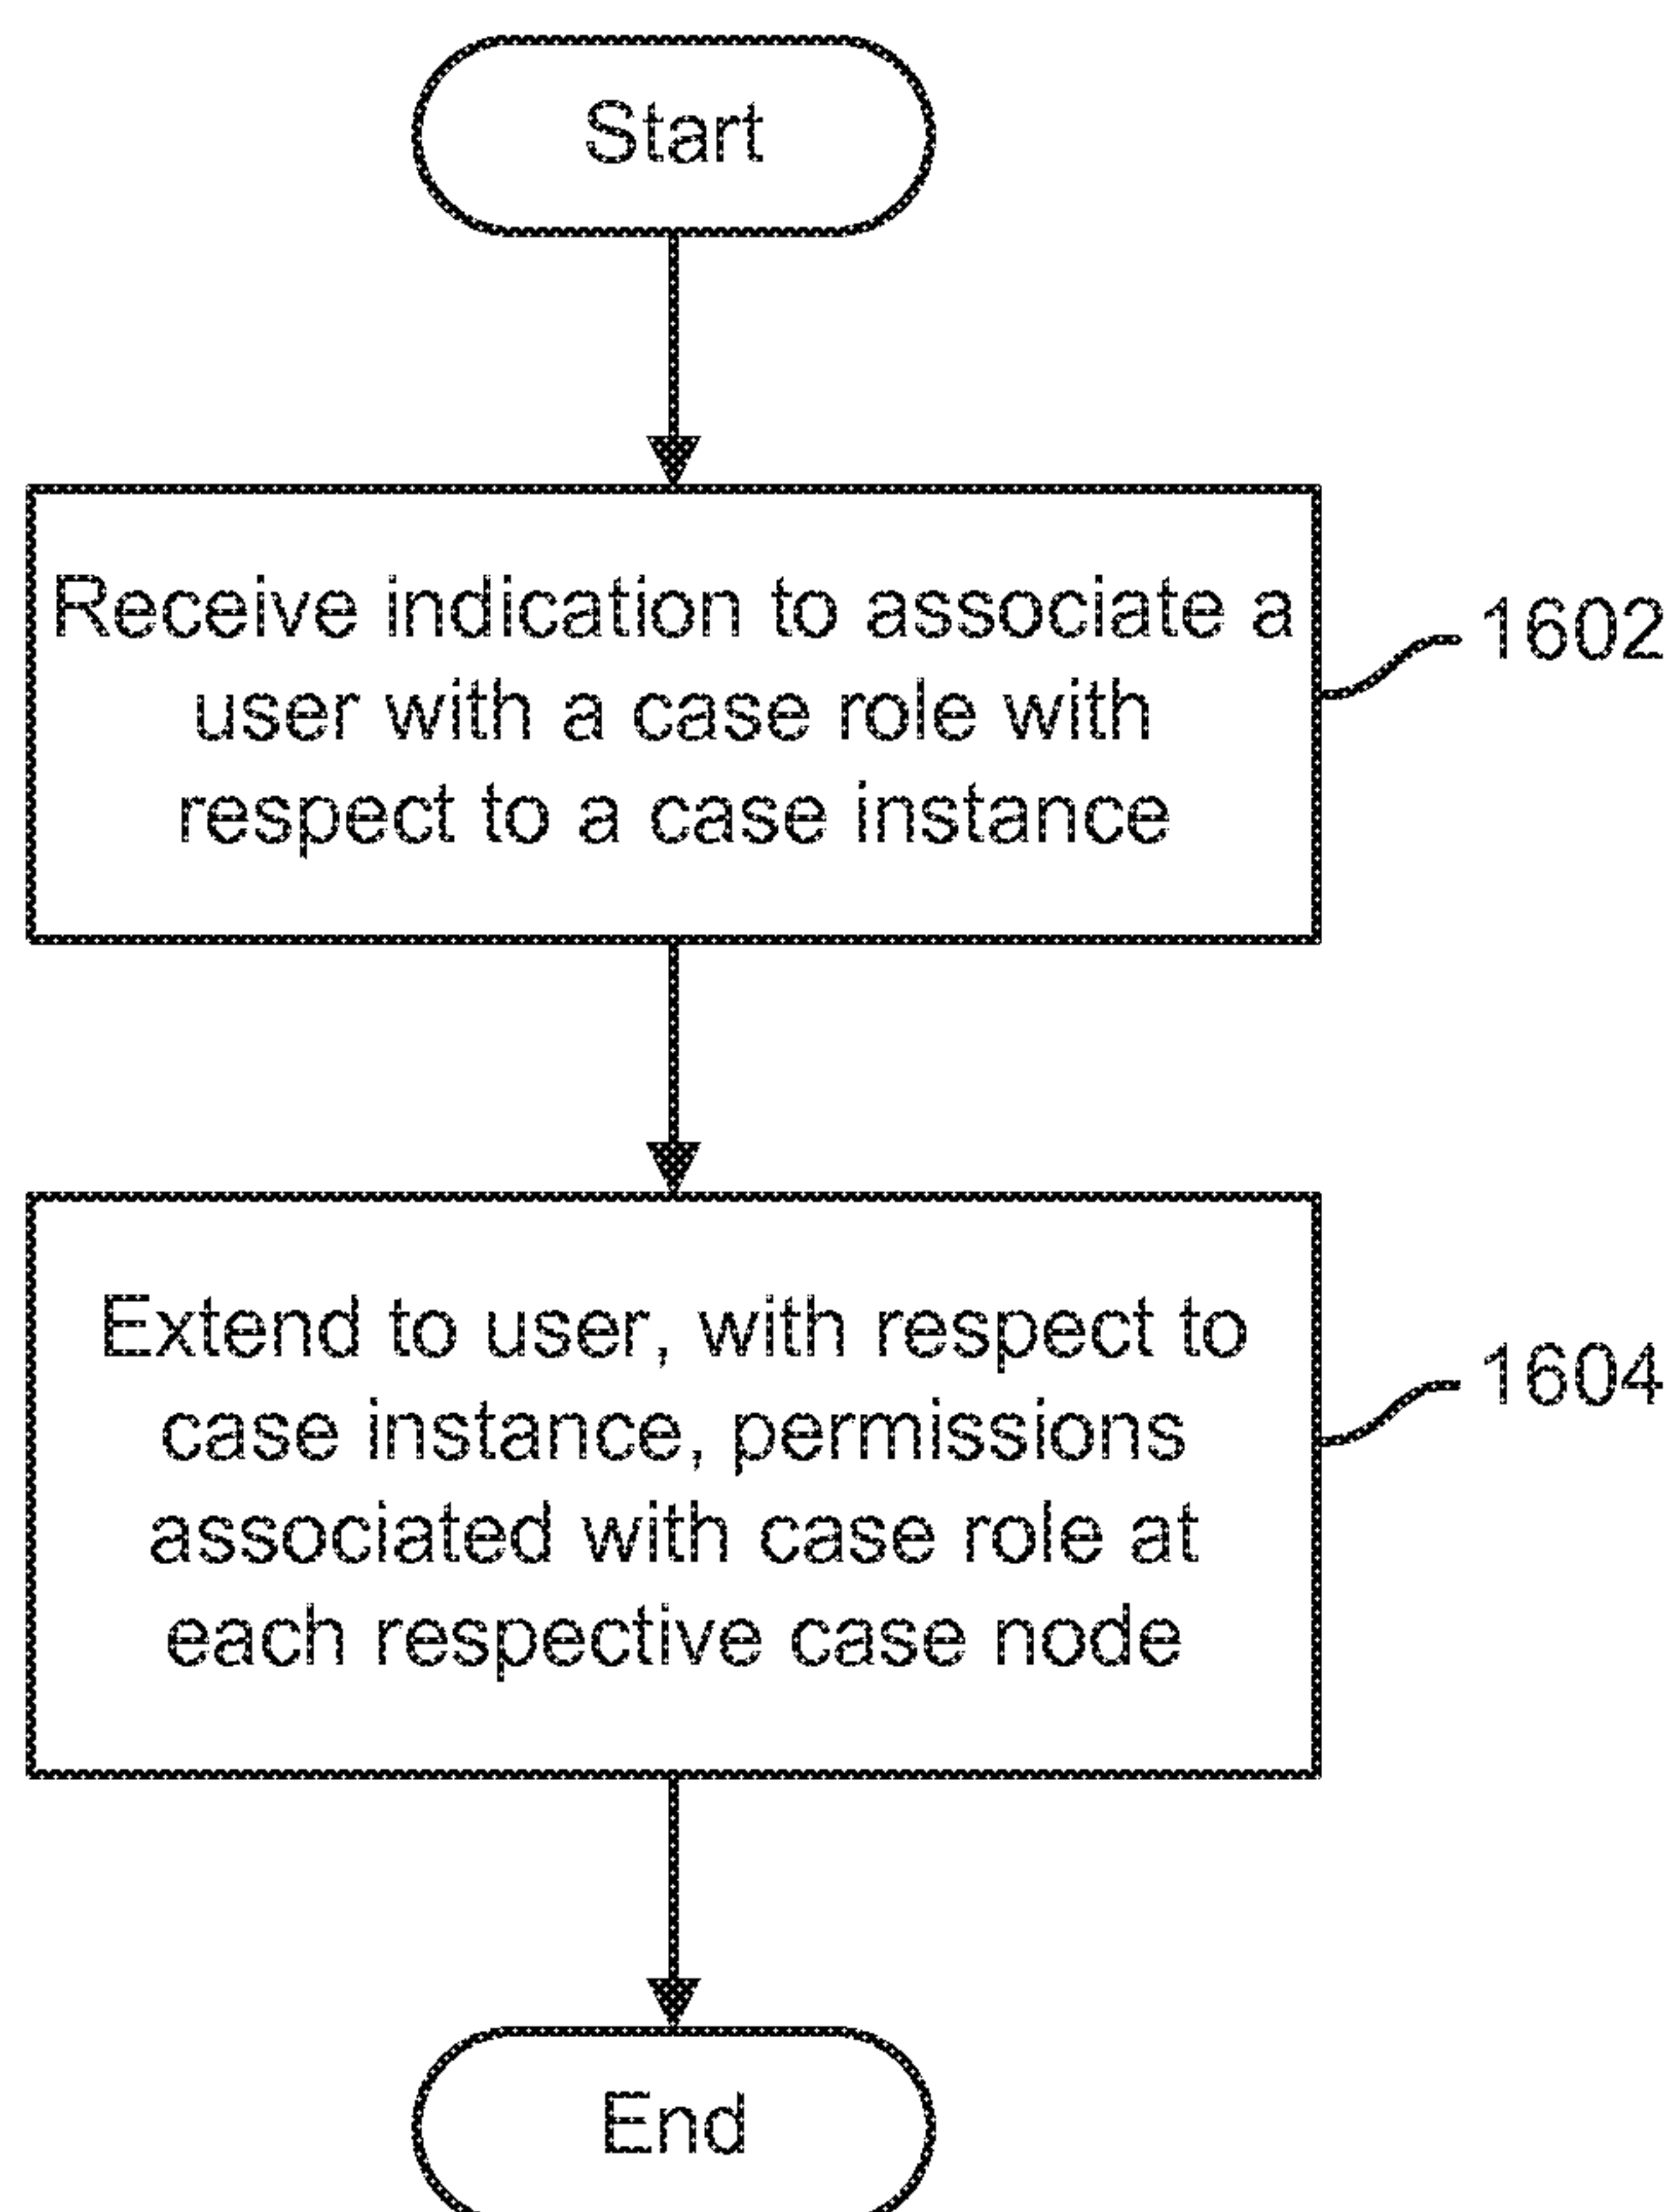 Start
Receive indication to associate a
user with a case role with
respect to a case instance
1602
Extend to user, with respect to
case instance, permissions
associated with case role at
each respective case node
1604
End